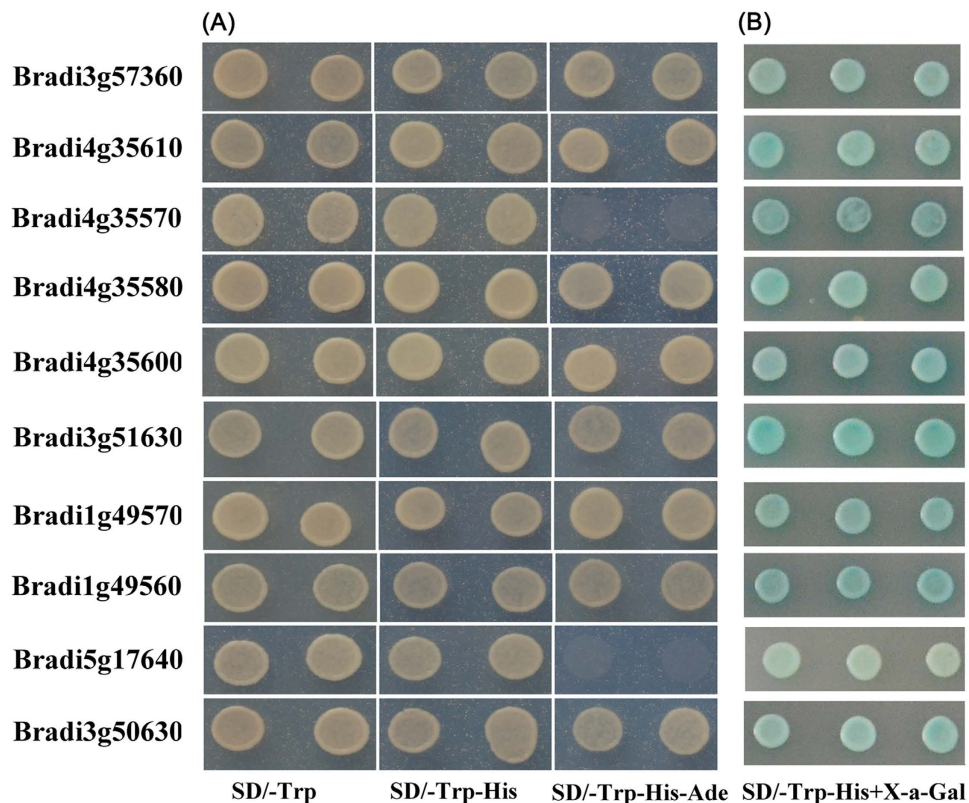 (A) (B)
Bradi3g57360
Bradi4g35610
Bradi4g35570
Bradi4g35580
Bradi4g35600
Bradi3g51630
Bradi1g49570
Bradi1g49560
Bradi5g17640
Bradi3g50630
SD/-Trp SD/-Trp-His SD/-Trp-His-Ade SD/-Trp-His+X-a-Gal